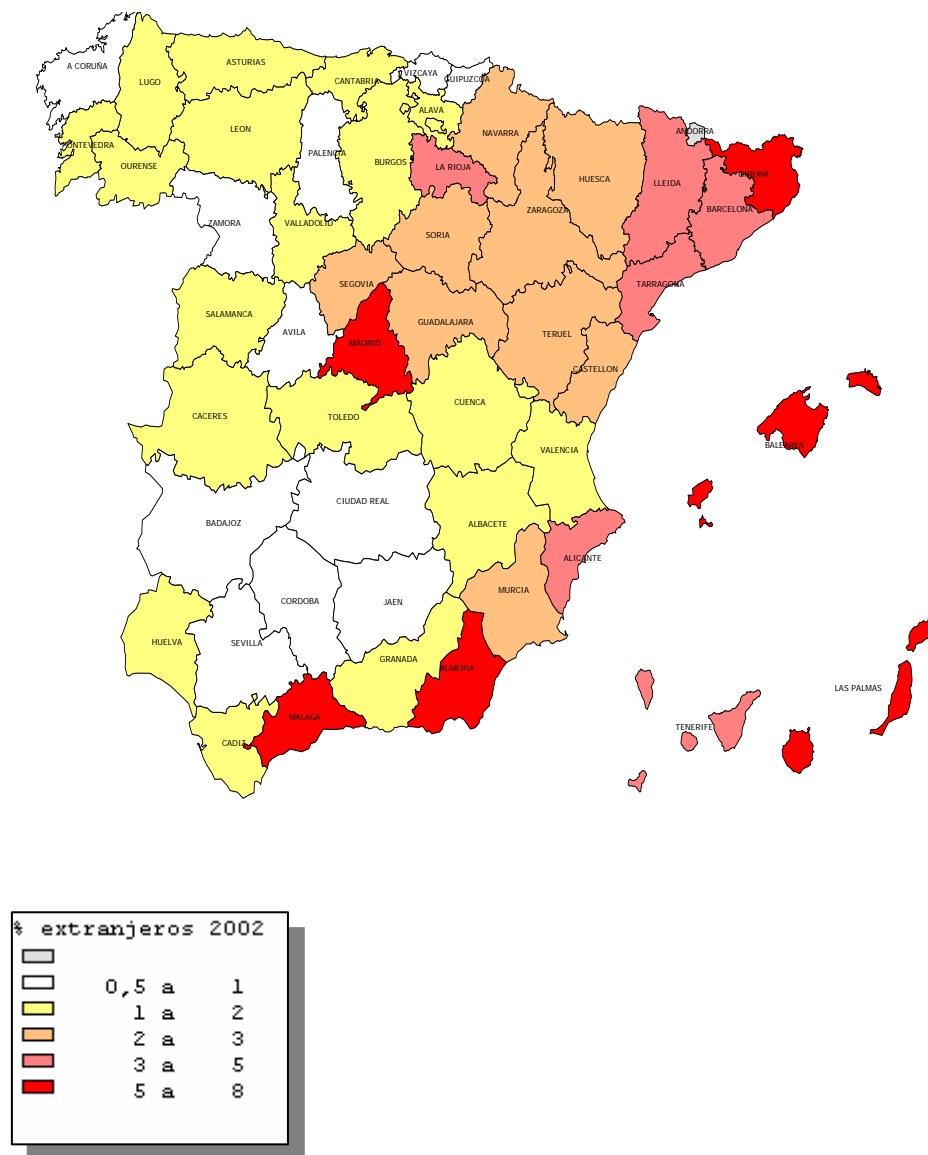 A CORUÑA
LUGO
ASTURIAS
CANTABRIA
VIZCAYA
GUIPUZCOA
ALAVA
NAVARRA
PONTEVEDRA
OURENSE
LEON
PALENCIA
BURGOS
LA RIOJA
HUESCA
LLEIDA
ANDORRA
GIRONA
BARCELONA
ZAMORA
VALLADOLID
SORIA
ZARAGOZA
TARRAGONA
SALAMANCA
AVILA
SEGOVIA
MADRID
GUADALAJARA
TERUEL
CASTELLON
CACERES
TOLEDO
CUENCA
VALENCIA
BALEARES
BADAJOZ
CIUDAD REAL
ALBACETE
ALICANTE
HUELVA
SEVILLA
CORDOBA
JAEN
MURCIA
GRANADA
ALMERIA
CADIZ
MALAGA
TENERIFE
LAS PALMAS
% extranjeros 2002
0,5 a 1
1 a 2
2 a 3
3 a 5
5 a 8